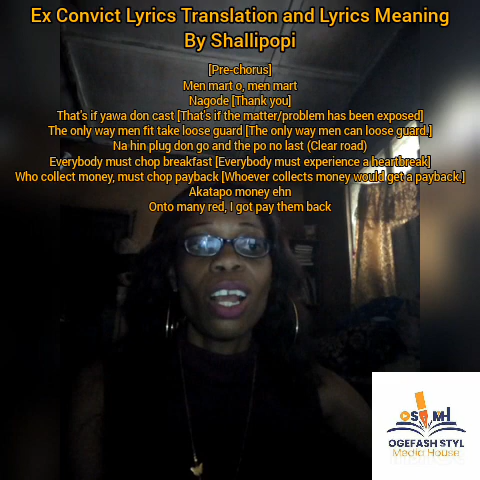 Ex Convict Lyrics Translation and Lyrics Meaning
By Shallipopi
[Pre-chorus]
Men mart o, men mart
Nagode [Thank you]
That's if yawa don cast [That's if the matter/problem has been exposed]
The only way men fit take loose guard [The only way men can loose guard.]
Na hin plug don go and the po no last (Clear road)
Everybody must chop breakfast [Everybody must experience a heartbreak]
Who collect money, must chop payback [Whoever collects money would get a payback.]
Akatapo money ehn
Onto many red, I got pay them back
OSMH
OGEFASH STYL
Media House